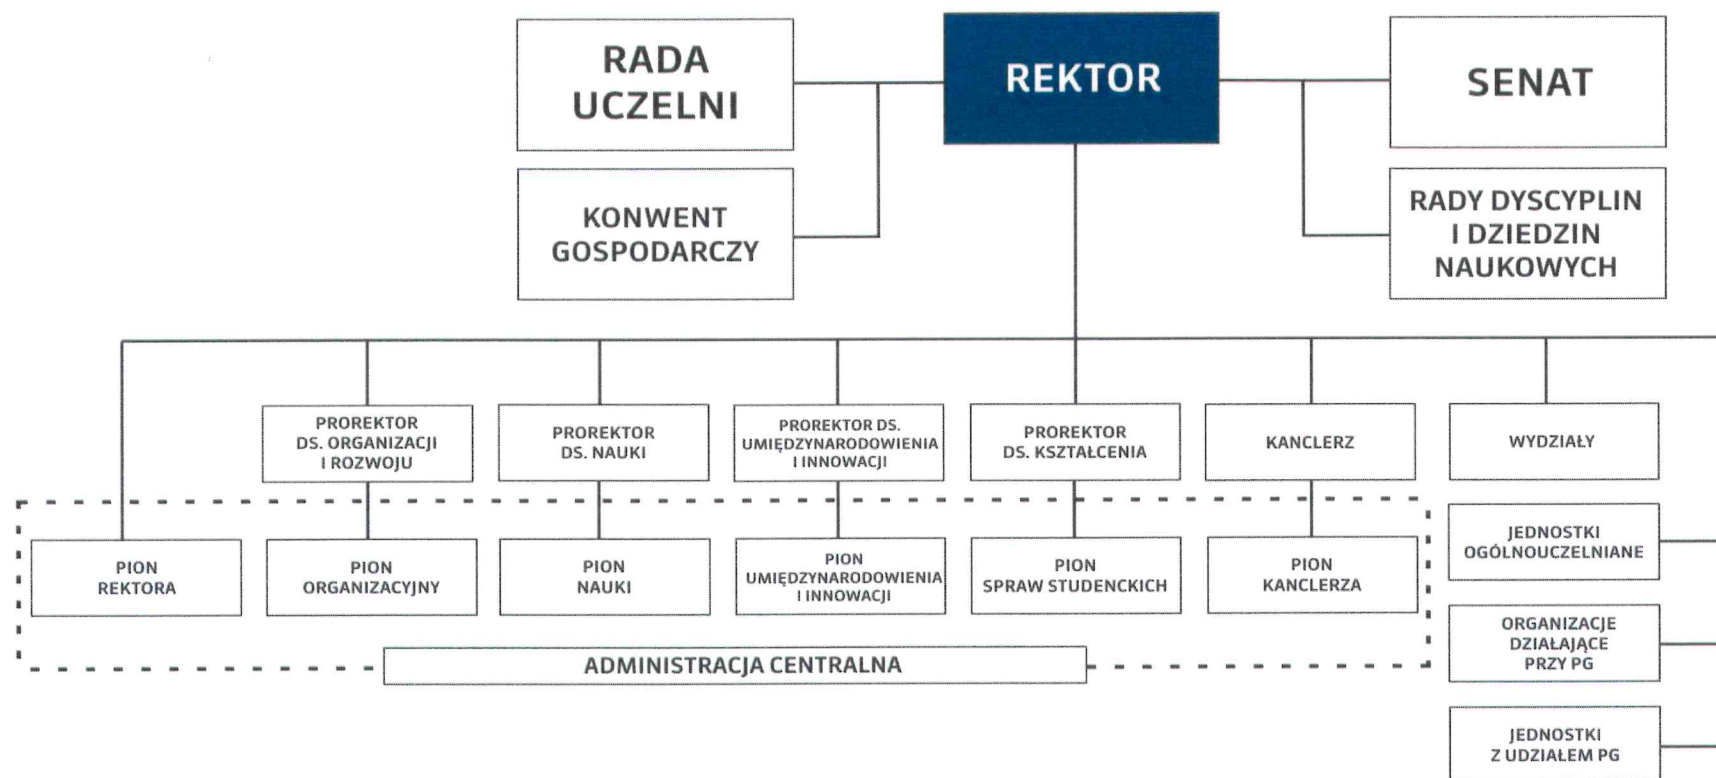 RADA
UCZELNI
REKTOR
SENAT
KONWENT
GOSPODARCZY
RADY DYSCYPLIN
I DZIEDZIN
NAUKOWYCH
PROREKTOR
DS. ORGANIZACJI
I ROZWOJU
PROREKTOR
DS. NAUKI
PROREKTOR DS.
UMIĘDZYNARODOWIENIA
I INNOWACJI
PROREKTOR
DS. KSZTAŁCENIA
KANCLERZ
WYDZIAŁY
PION
REKTORA
PION
ORGANIZACYJNY
PION
NAUKI
PION
UMIĘDZYNARODOWIENIA
I INNOWACJI
PION
SPRAW STUDENCKICH
PION
KANCLERZA
JEDNOSTKI
OGÓLNOUCZELNIANE
ORGANIZACJE
DZIAŁAJĄCE
PRZY PG
ADMINISTRACJA CENTRALNA
JEDNOSTKI
Z UDZIAŁEM PG